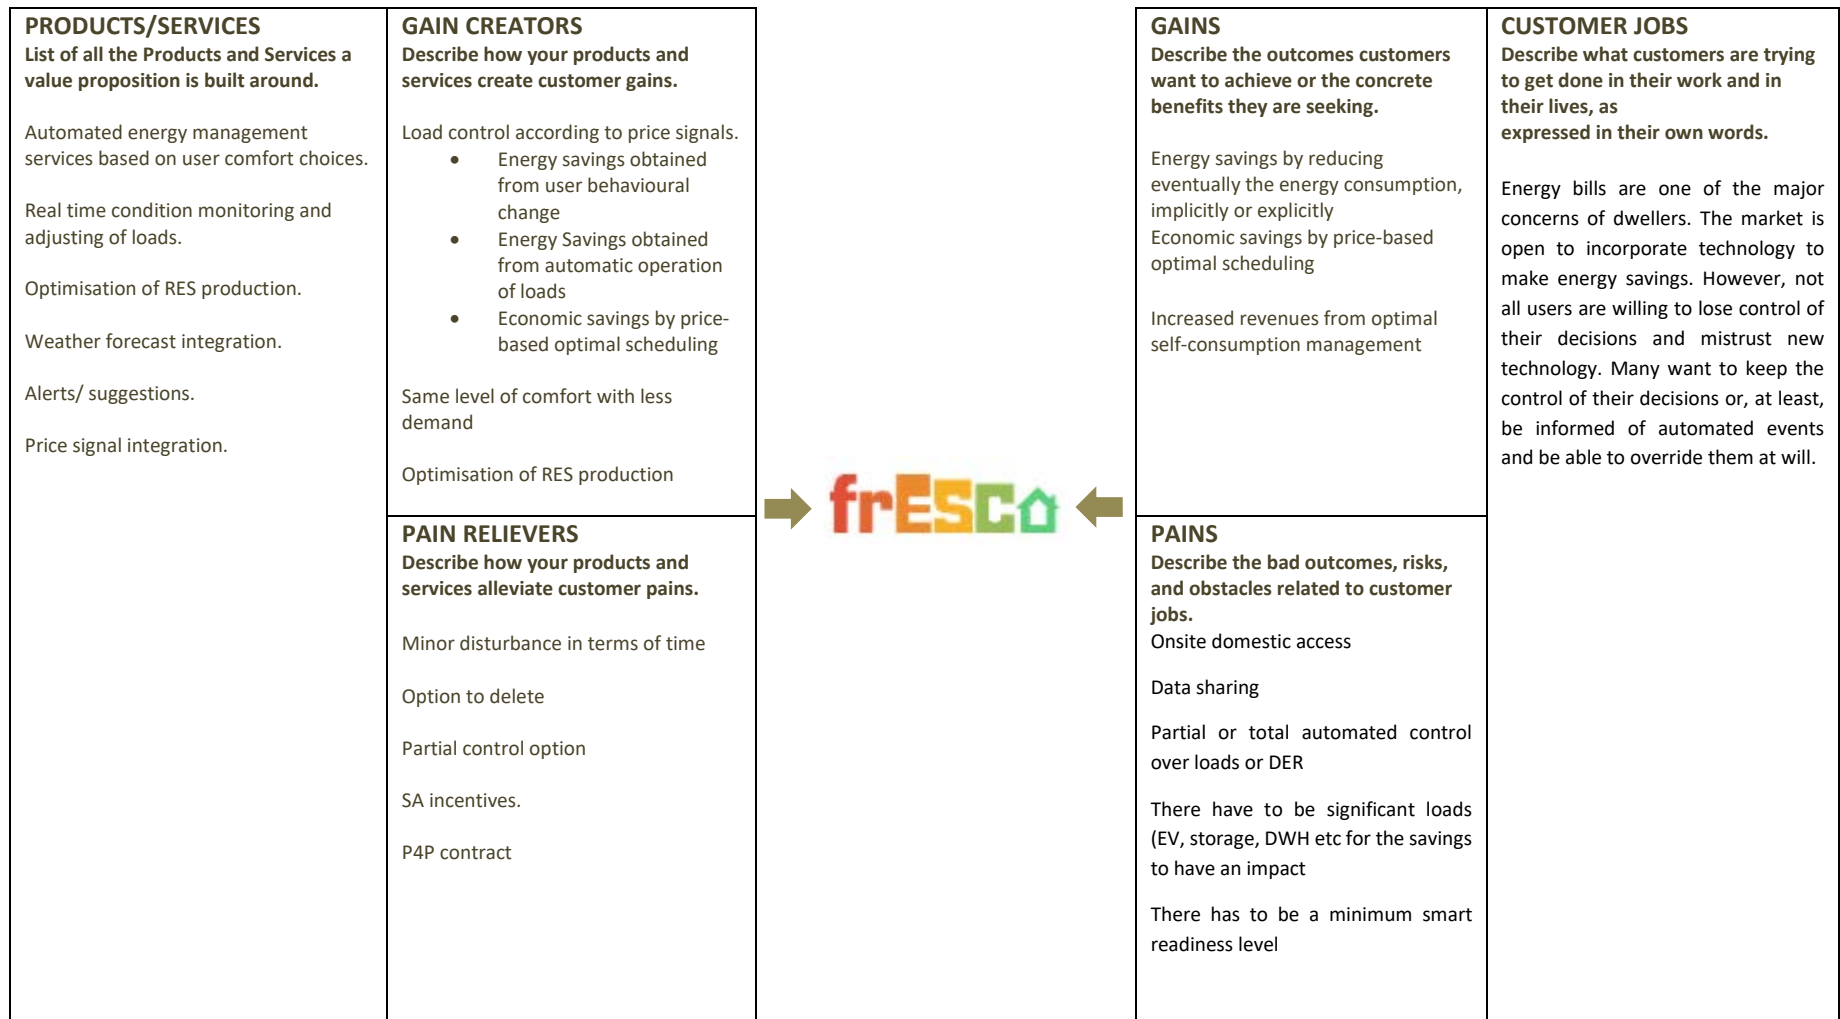 PRODUCTS/SERVICES
List of all the Products and Services a
value proposition is built around.
Automated energy management
services based on user comfort choices.
Real time condition monitoring and
adjusting of loads.
Optimisation of RES production.
Weather forecast integration.
Alerts/ suggestions.
Price signal integration.
GAIN CREATORS
Describe how your products and
services create customer gains.
Load control according to price signals.
• Energy savings obtained
from user behavioural
change
• Energy Savings obtained
from automatic operation
of loads
• Economic savings by price-
based optimal scheduling
Same level of comfort with less
demand
Optimisation of RES production
PAIN RELIEVERS
Describe how your products and
services alleviate customer pains.
Minor disturbance in terms of time
Option to delete
Partial control option
SA incentives.
P4P contract
frESCo
GAINS
Describe the outcomes customers
want to achieve or the concrete
benefits they are seeking.
Energy savings by reducing
eventually the energy consumption,
implicitly or explicitly
Economic savings by price-based
optimal scheduling
Increased revenues from optimal
self-consumption management
PAINS
Describe the bad outcomes, risks,
and obstacles related to customer
jobs.
Onsite domestic access
Data sharing
Partial or total automated control
over loads or DER
There have to be significant loads
(EV, storage, DWH etc for the savings
to have an impact
There has to be a minimum smart
readiness level
CUSTOMER JOBS
Describe what customers are trying
to get done in their work and in
their lives, as
expressed in their own words.
Energy bills are one of the major
concerns of dwellers. The market is
open to incorporate technology to
make energy savings. However, not
all users are willing to lose control of
their decisions and mistrust new
technology. Many want to keep the
control of their decisions or, at least,
be informed of automated events
and be able to override them at will.